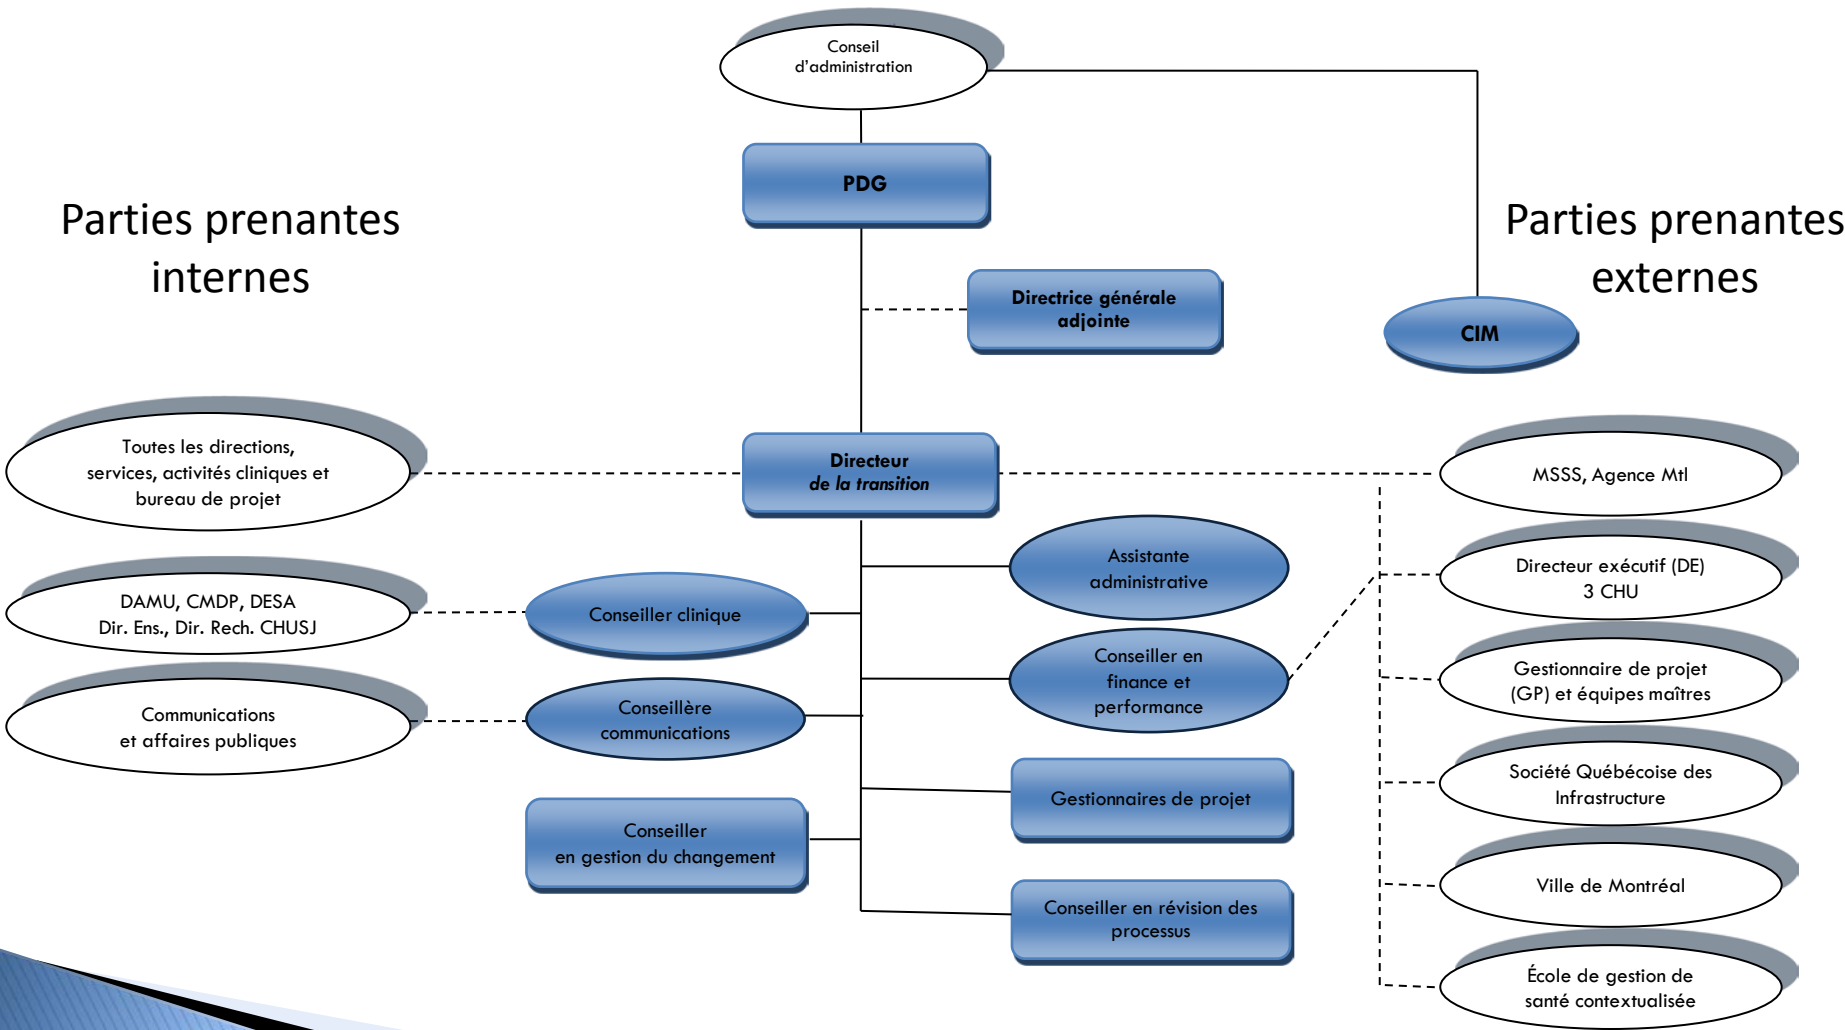 Conseil
d'administration
PDG
Parties prenantes
internes
Parties prenantes
externes
Directrice générale
adjointe
CIM
Toutes les directions,
services, activités cliniques et
bureau de projet
Directeur
de la transition
MSSS, Agence Mtl
Assistante
administrative
Directeur exécutif (DE)
3 CHU
DAMU, CMDP, DESA
Dir. Ens., Dir. Rech. CHUSJ
Conseiller clinique
Conseiller en
finance et
performance
Gestionnaire de projet
(GP) et équipes maîtres
Communications
et affaires publiques
Conseillère
communications
Société Québécoise des
Infrastructure
Gestionnaires de projet
Conseiller
en gestion du changement
Ville de Montréal
Conseiller en révision des
processus
École de gestion de
santé contextualisée